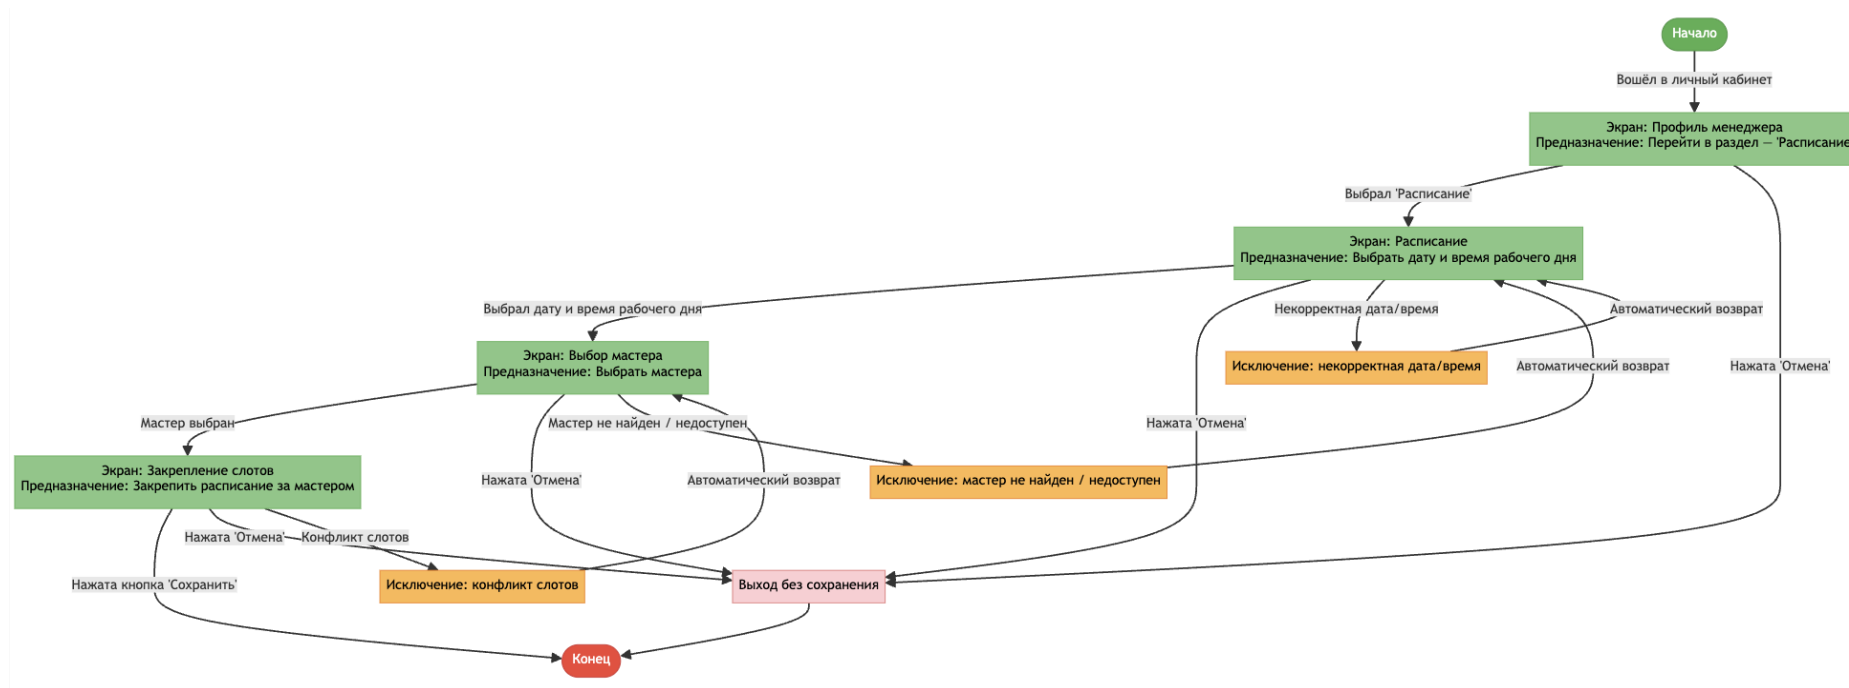 Начало
Вошёл в личный кабинет
Экран: Профиль менеджера
Предназначение: Перейти в раздел – 'Расписание
Выбрал 'Расписание'
Экран: Расписание
Предназначение: Выбрать дату и время рабочего дня
Выбрал дату и время рабочего дня
Некорректная дата/время
Автоматический возврат
Экран: Выбор мастера
Предназначение: Выбрать мастера
Исключение: некорректная дата/время
Автоматический возврат
Нажата 'Отмена'
Мастер выбран
Мастер не найден / недоступен
Нажата 'Отмена'
Экран: Закрепление слотов
Предназначение: Закрепить расписание за мастером
Нажата 'Отмена'
Автоматический возврат
Исключение: мастер не найден / недоступен
Нажата 'Отмена'
Конфликт слотов
Нажата кнопка 'Сохранить'
Исключение: конфликт слотов
Выход без сохранения
Конец